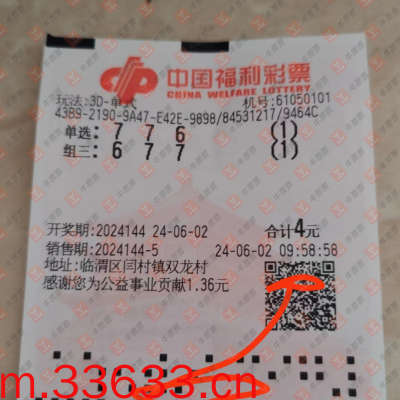 中国福利彩票
CHINA WELFARE LOTTERY
玩法:3D-单式 机号:61050101
43B9-2190-9A47-E42E-9898/84531217/9464C
单选: 7 7 6 (1)
组三: 6 7 7 (1)
开奖期:2024144 24-06-02 合计4元
销售期:2024144-5 24-06-02 09:58:58
地址:临渭区同村镇双龙村
感谢您为公益事业贡献1.36元
m.33633.cn